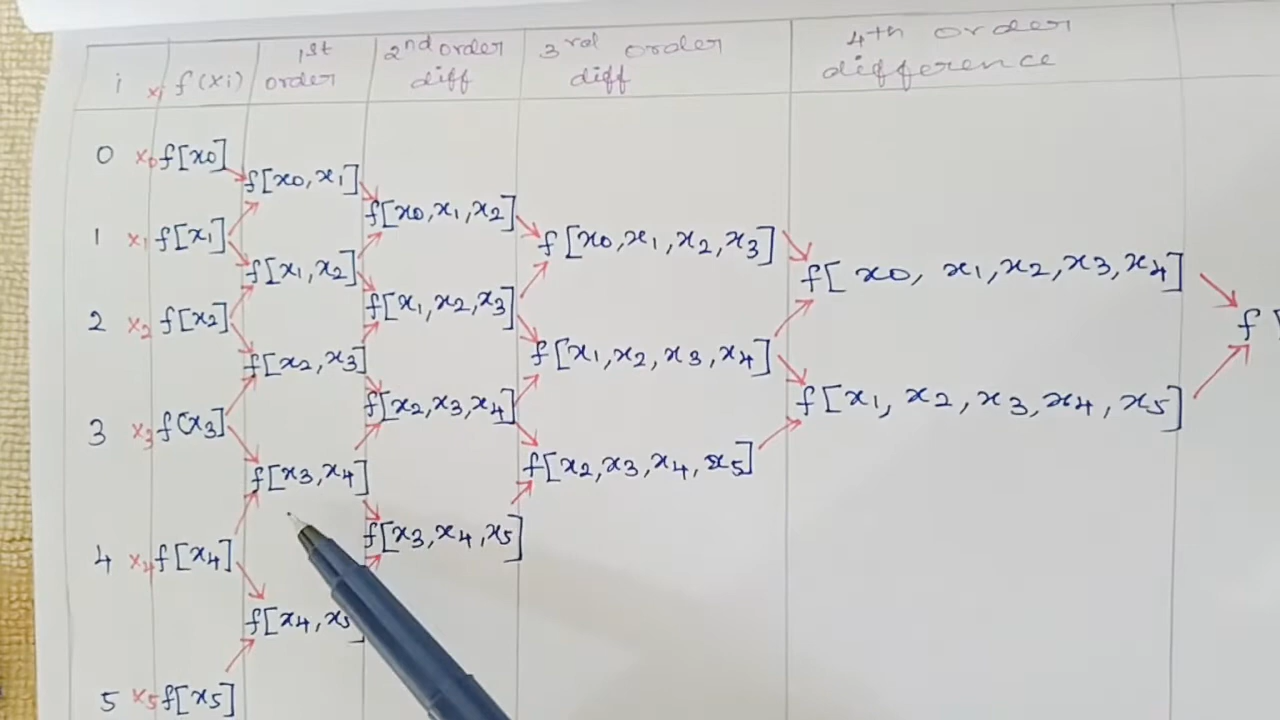 i xi f(xi) 1st order 2nd order diff 3rd order diff 4th order difference
0 x0 f[x0]
f[x0,x1]
f[x0,x1,x2]
1 x1 f[x1]
f[x0,x1,x2,x3]
f[x1,x2]
f[x0, x1,x2,x3,x4]
f[x1,x2,x3]
2 x2 f[x2]
f[
f[x2,x3]
f[x1,x2,x3,x4]
f[x2,x3,x4]
f[x1, x2,x3,x4,x5]
3 x3 f(x3]
f[x3,x4]
f[x2,x3,x4,x5]
f[x3,x4,x5]
4 x4 f[x4]
f[x4,x5
5 x5 f[x5]